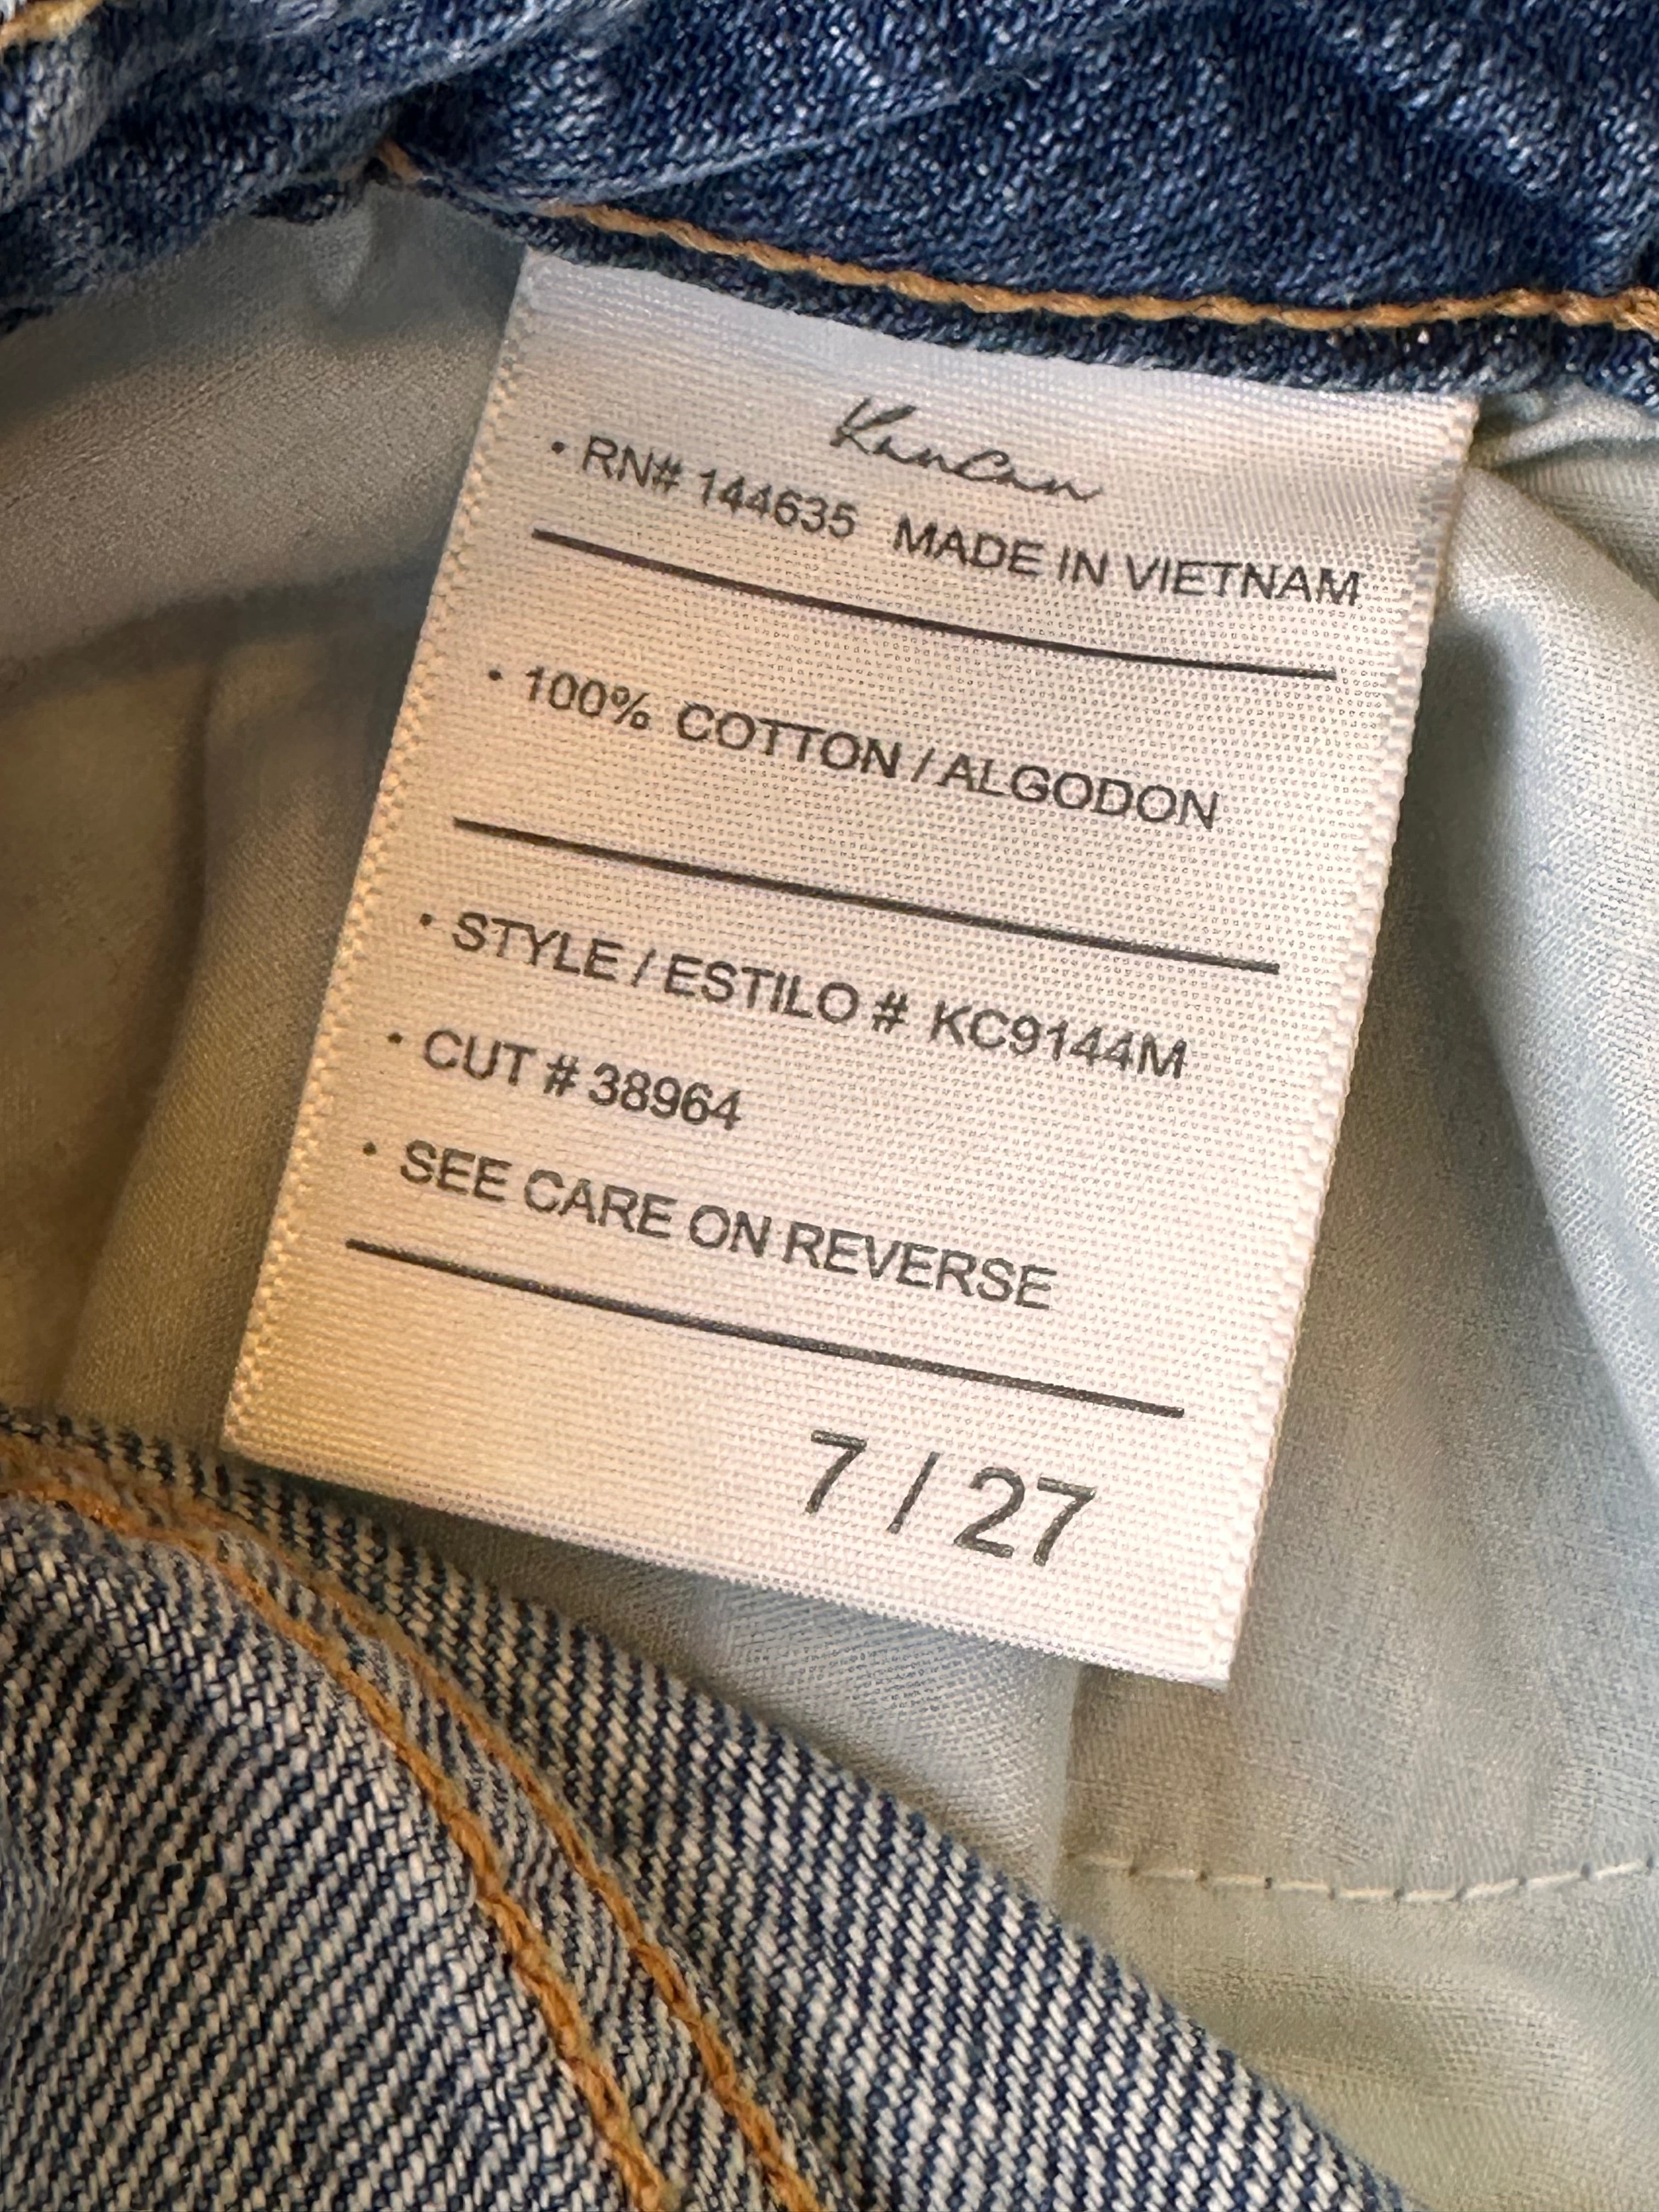 KanCan
• RN# 144635 MADE IN VIETNAM
• 100% COTTON / ALGODON
• STYLE / ESTILO # KC9144M
• CUT # 38964
• SEE CARE ON REVERSE
7 / 27